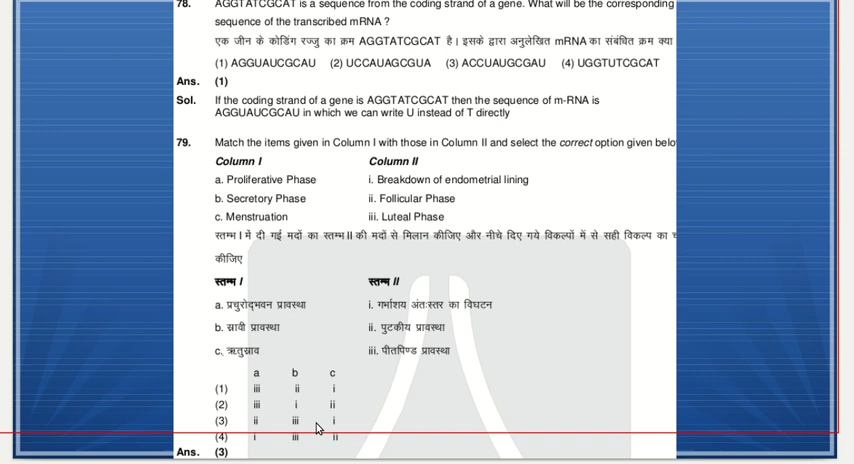 78. AGGTATCGCAT is a sequence from the coding strand of a gene. What will be the corresponding
sequence of the transcribed mRNA ?
एक जीन के कोडिंग रज्जु का क्रम AGGTATCGCAT है। इसके द्वारा अनुलेखित mRNA का संबंधित क्रम क्या
(1) AGGUAUCGCAU (2) UCCAUAGCGUA (3) ACCUAUGCGAU (4) UGGTUTCGCAT
Ans. (1)
Sol. If the coding strand of a gene is AGGTATCGCAT then the sequence of m-RNA is
AGGUAUCGCAU in which we can write U instead of T directly
79. Match the items given in Column I with those in Column II and select the correct option given
Column I Column II
a. Proliferative Phase i. Breakdown of endometrial lining
b. Secretory Phase ii. Follicular Phase
c. Menstruation iii. Luteal Phase
स्तम्भ I में दी गई मदों का स्तम्भ II की मदों से मिलान कीजिए और नीचे दिए गये विकल्पों में से सही विकल्प का
कीजिए
स्तम्भ I स्तम्भ II
a. प्रचुरोद्भवन प्रावस्था i. गर्भाशय अंतःस्तर का विघटन
b. स्रावी प्रावस्था ii. पुटकीय प्रावस्था
c. ऋतुस्राव iii. पीतपिण्ड प्रावस्था
a b c
(1) iii ii i
(2) iii i ii
(3) ii iii i
(4) i iii ii
Ans. (3)